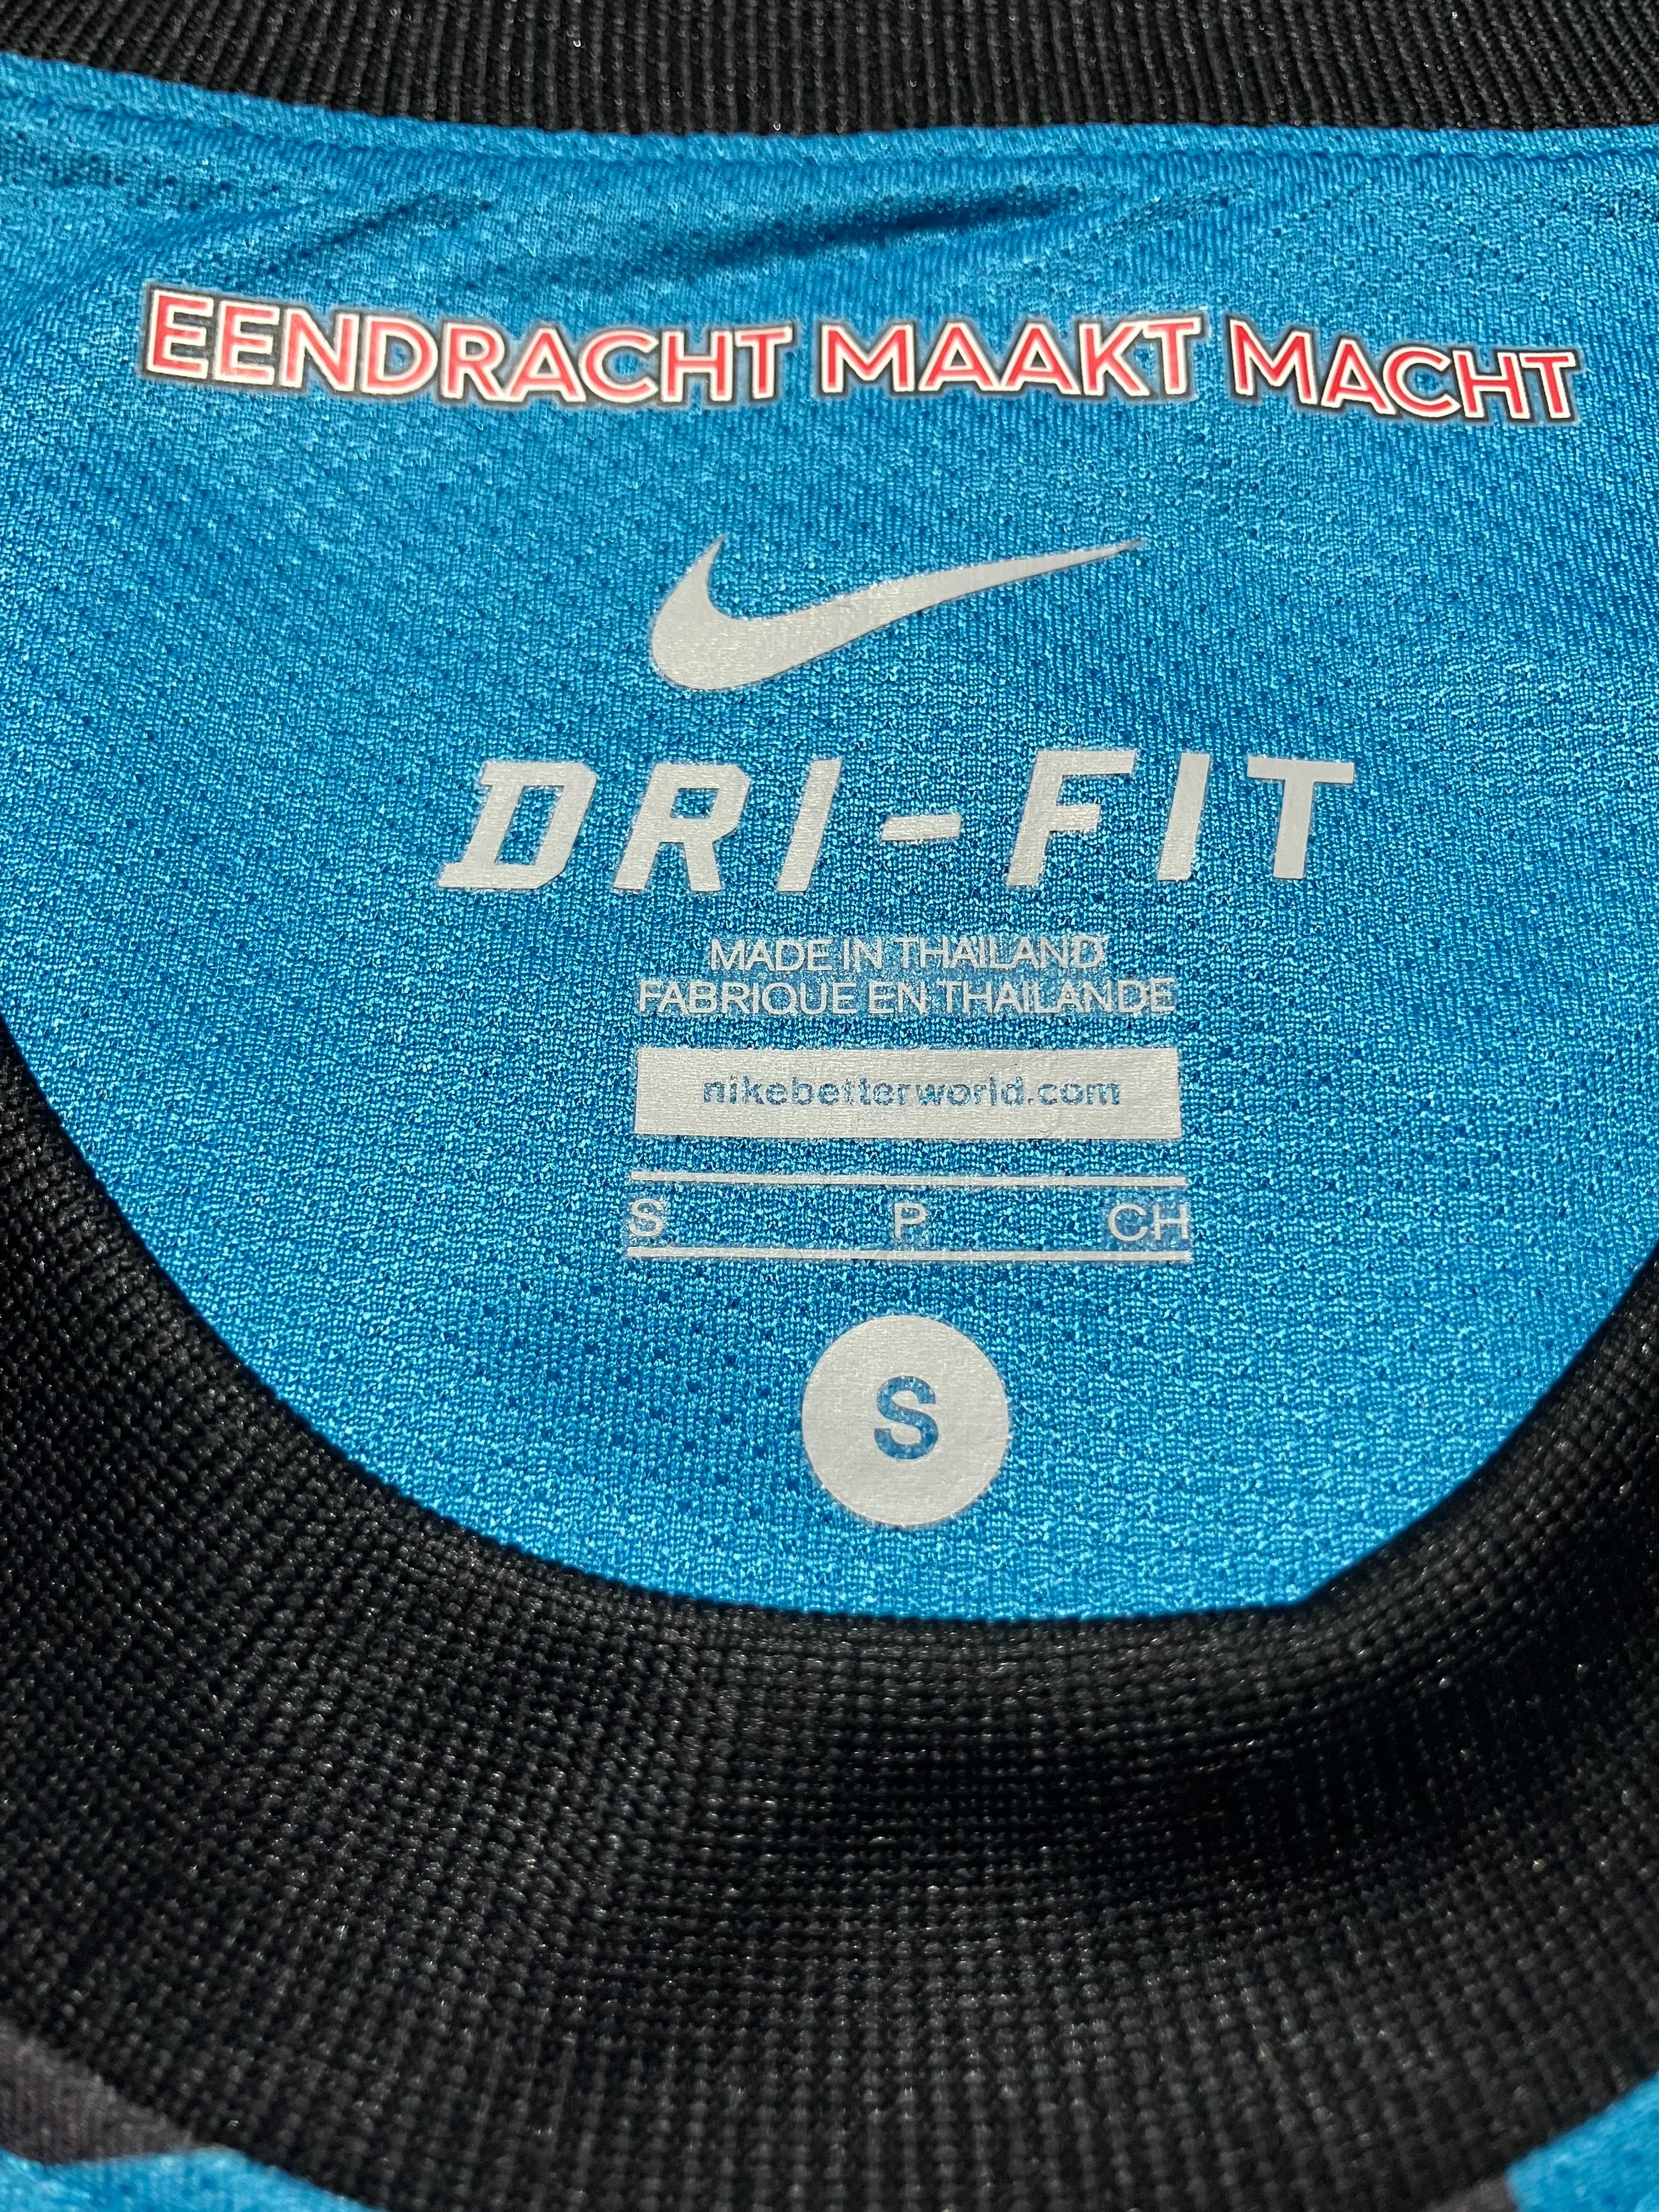 EENDRACHT MAAKT MACHT
DRI-FIT
MADE IN THAILAND
FABRIQUE EN THAILANDE
nikebetterworld.com
S P CH
S